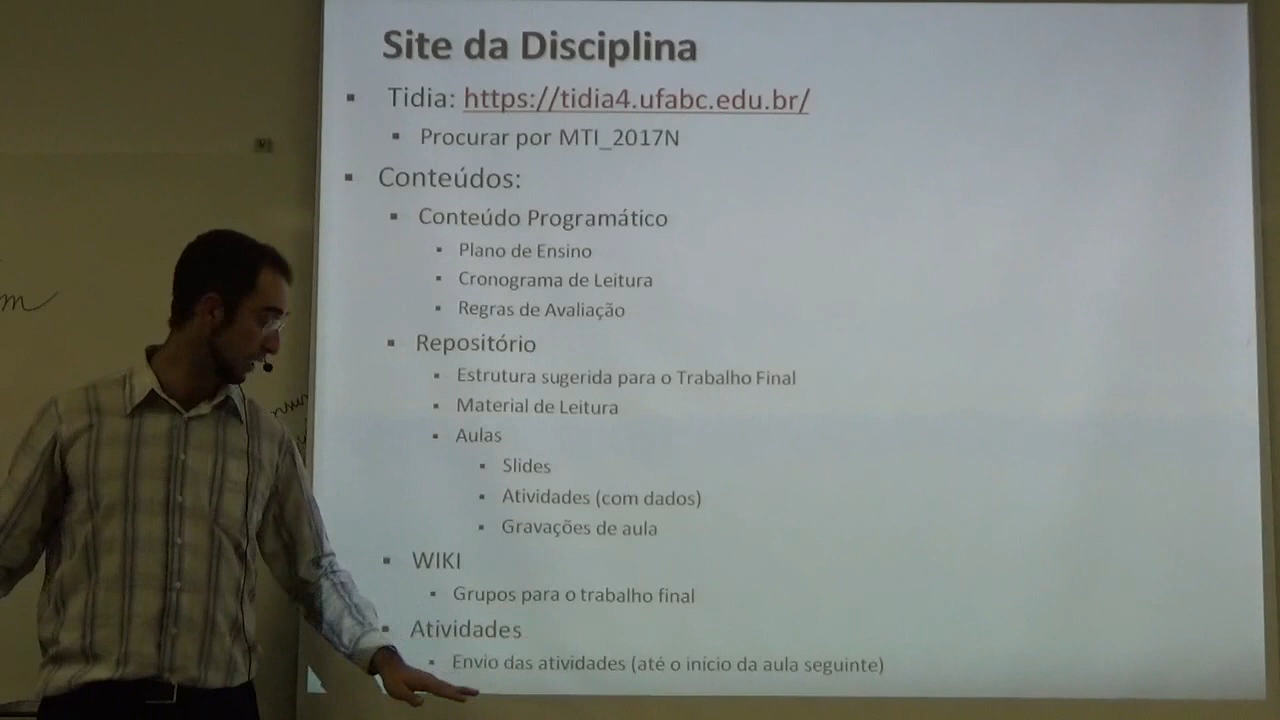 Site da Disciplina
Tidia: https://tidia4.ufabc.edu.br/
Procurar por MTI_2017N
Conteúdos:
Conteúdo Programático
Plano de Ensino
Cronograma de Leitura
Regras de Avaliação
Repositório
Estrutura sugerida para o Trabalho Final
Material de Leitura
Aulas
Slides
Atividades (com dados)
Gravações de aula
WIKI
Grupos para o trabalho final
Atividades
Envio das atividades (até o início da aula seguinte)